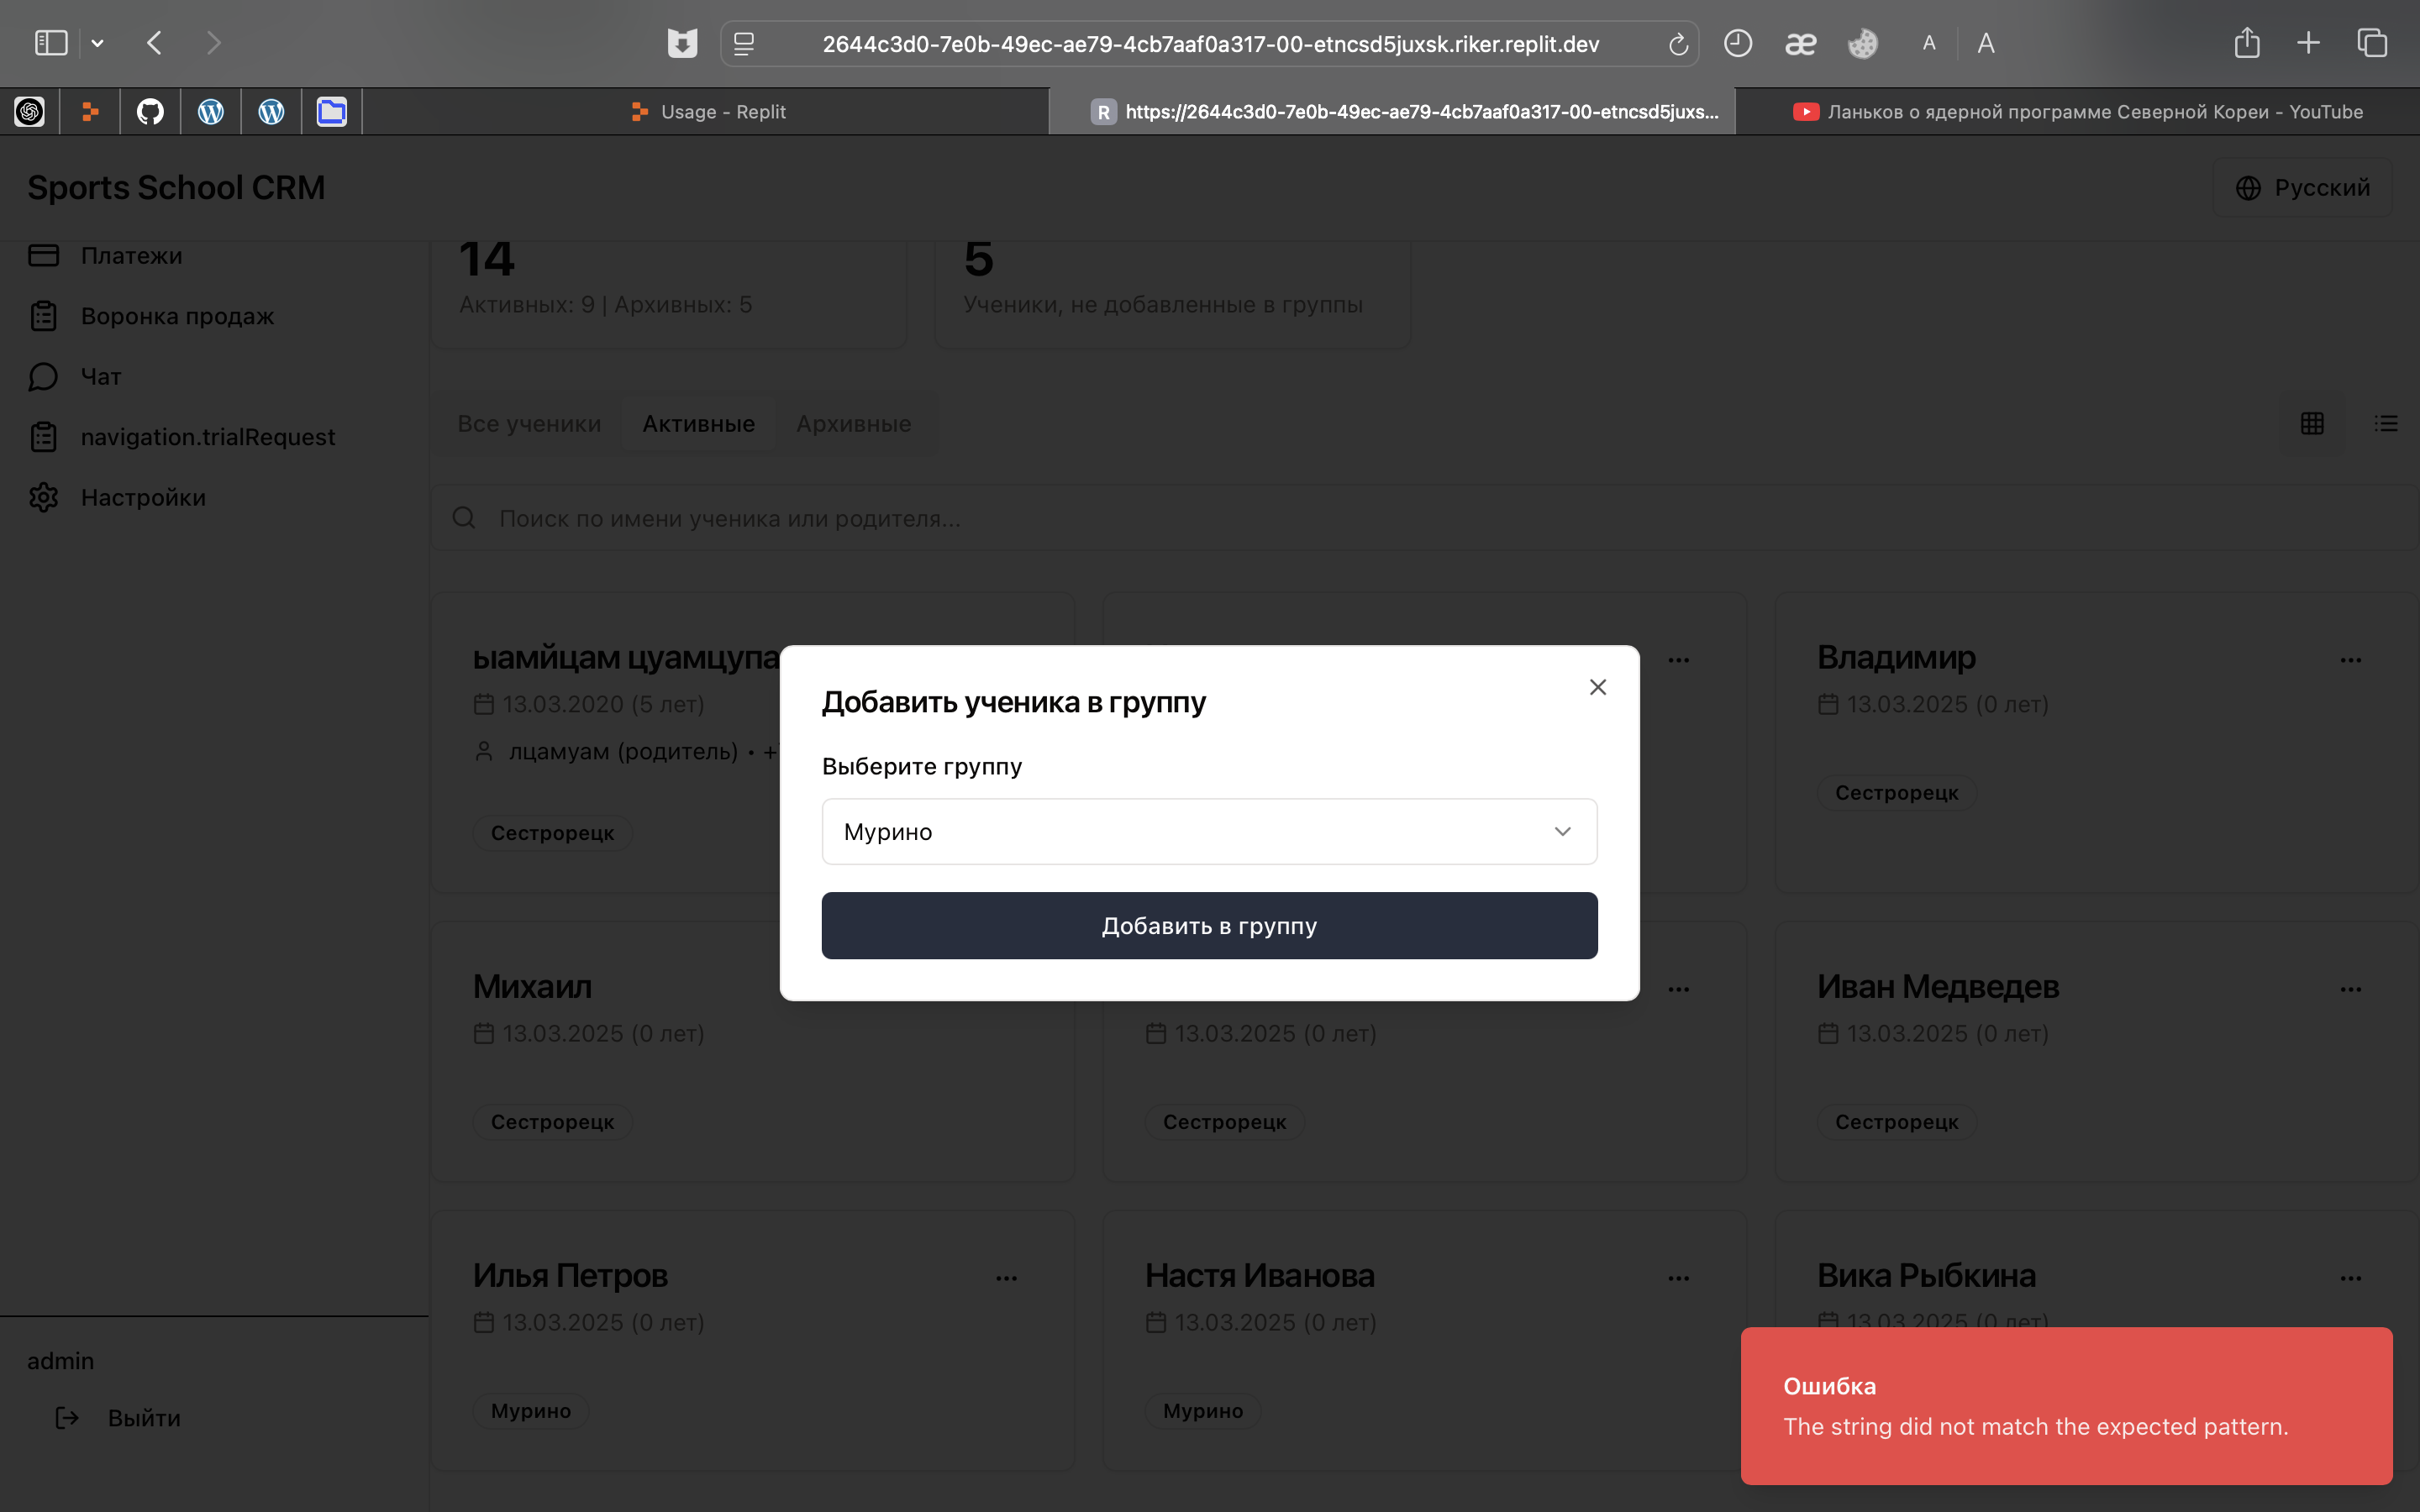 2644c3d0-7e0b-49ec-ae79-4cb7aaf0a317-00-etncsd5juxsk.riker.replit.dev
æ
A
A
Usage - Replit
R
https://2644c3d0-7e0b-49ec-ae79-4cb7aaf0a317-00-etncsd5juxs...
Ланьков о ядерной программе Северной Кореи - YouTube
Sports School CRM
Русский
Платежи
Воронка продаж
Чат
navigation.trialRequest
Настройки
14
Активных: 9 | Архивных: 5
5
Ученики, не добавленные в группы
Все ученики
Активные
Архивные
Поиск по имени ученика или родителя...
ыамйцам цуамцупа
13.03.2020 (5 лет)
лцамуам (родитель) • +
Сестрорецк
Владимир
13.03.2025 (0 лет)
Сестрорецк
Добавить ученика в группу
Выберите группу
Мурино
Добавить в группу
Михаил
13.03.2025 (0 лет)
Сестрорецк
13.03.2025 (0 лет)
Сестрорецк
Иван Медведев
13.03.2025 (0 лет)
Сестрорецк
Илья Петров
13.03.2025 (0 лет)
Мурино
Настя Иванова
13.03.2025 (0 лет)
Мурино
Вика Рыбкина
13.03.2025 (0 лет)
admin
Выйти
Ошибка
The string did not match the expected pattern.